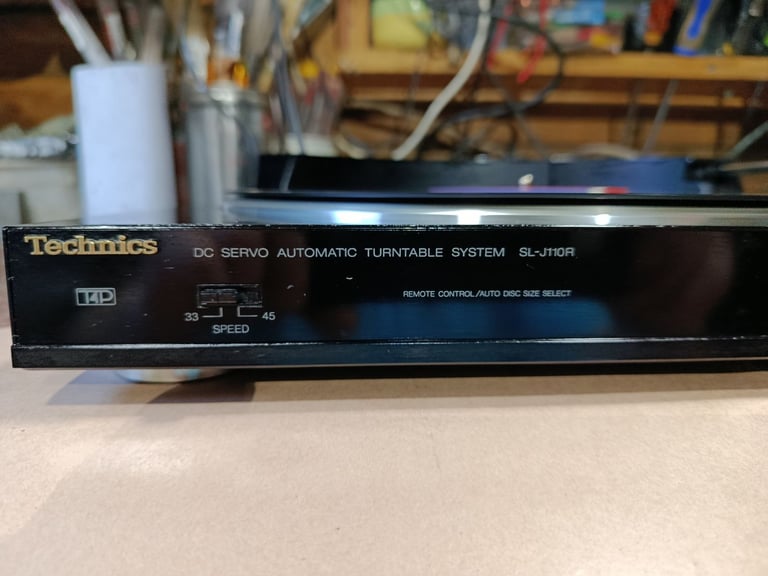 Technics
DC SERVO AUTOMATIC TURNTABLE SYSTEM SL-J110R
T4P
REMOTE CONTROL/AUTO DISC SIZE SELECT
33 45
SPEED